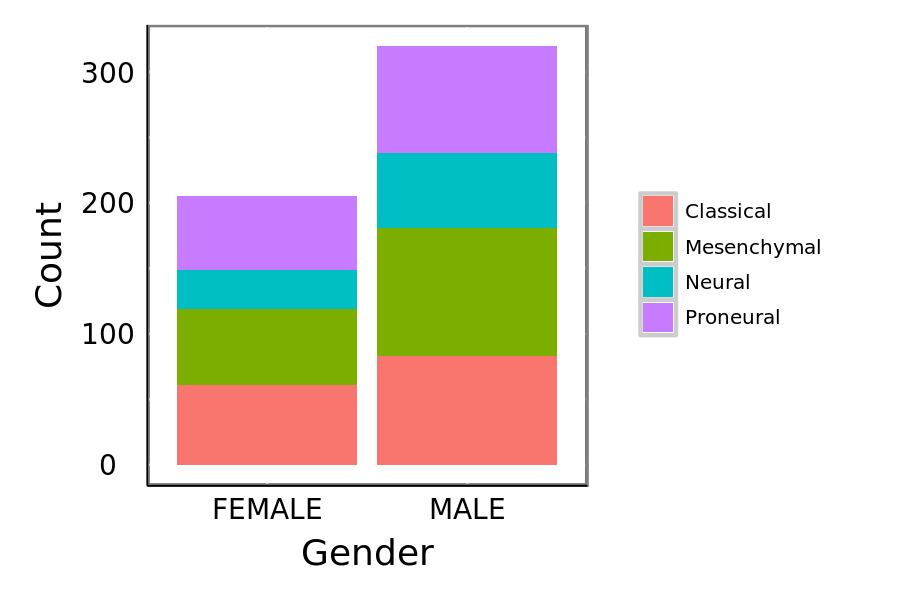 300
200
100
0
Count
FEMALE MALE
Gender
Classical
Mesenchymal
Neural
Proneural